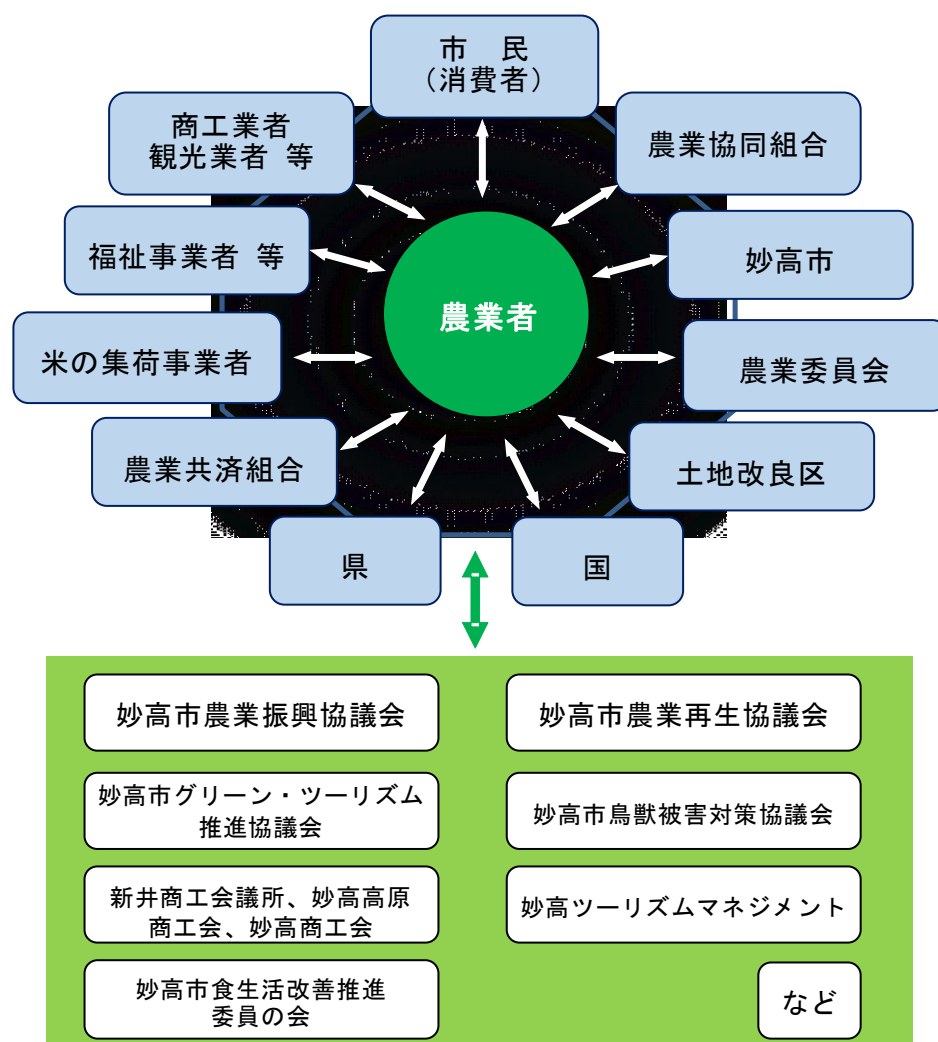 市　民
（消費者）
商工業者
観光業者 等
農業協同組合
福祉事業者 等
妙高市
農業者
米の集荷事業者
農業委員会
農業共済組合
土地改良区
県
国
妙高市農業振興協議会
妙高市農業再生協議会
妙高市グリーン・ツーリズム
推進協議会
妙高市鳥獣被害対策協議会
新井商工会議所、妙高高原
商工会、妙高商工会
妙高ツーリズムマネジメント
妙高市食生活改善推進
委員の会
など